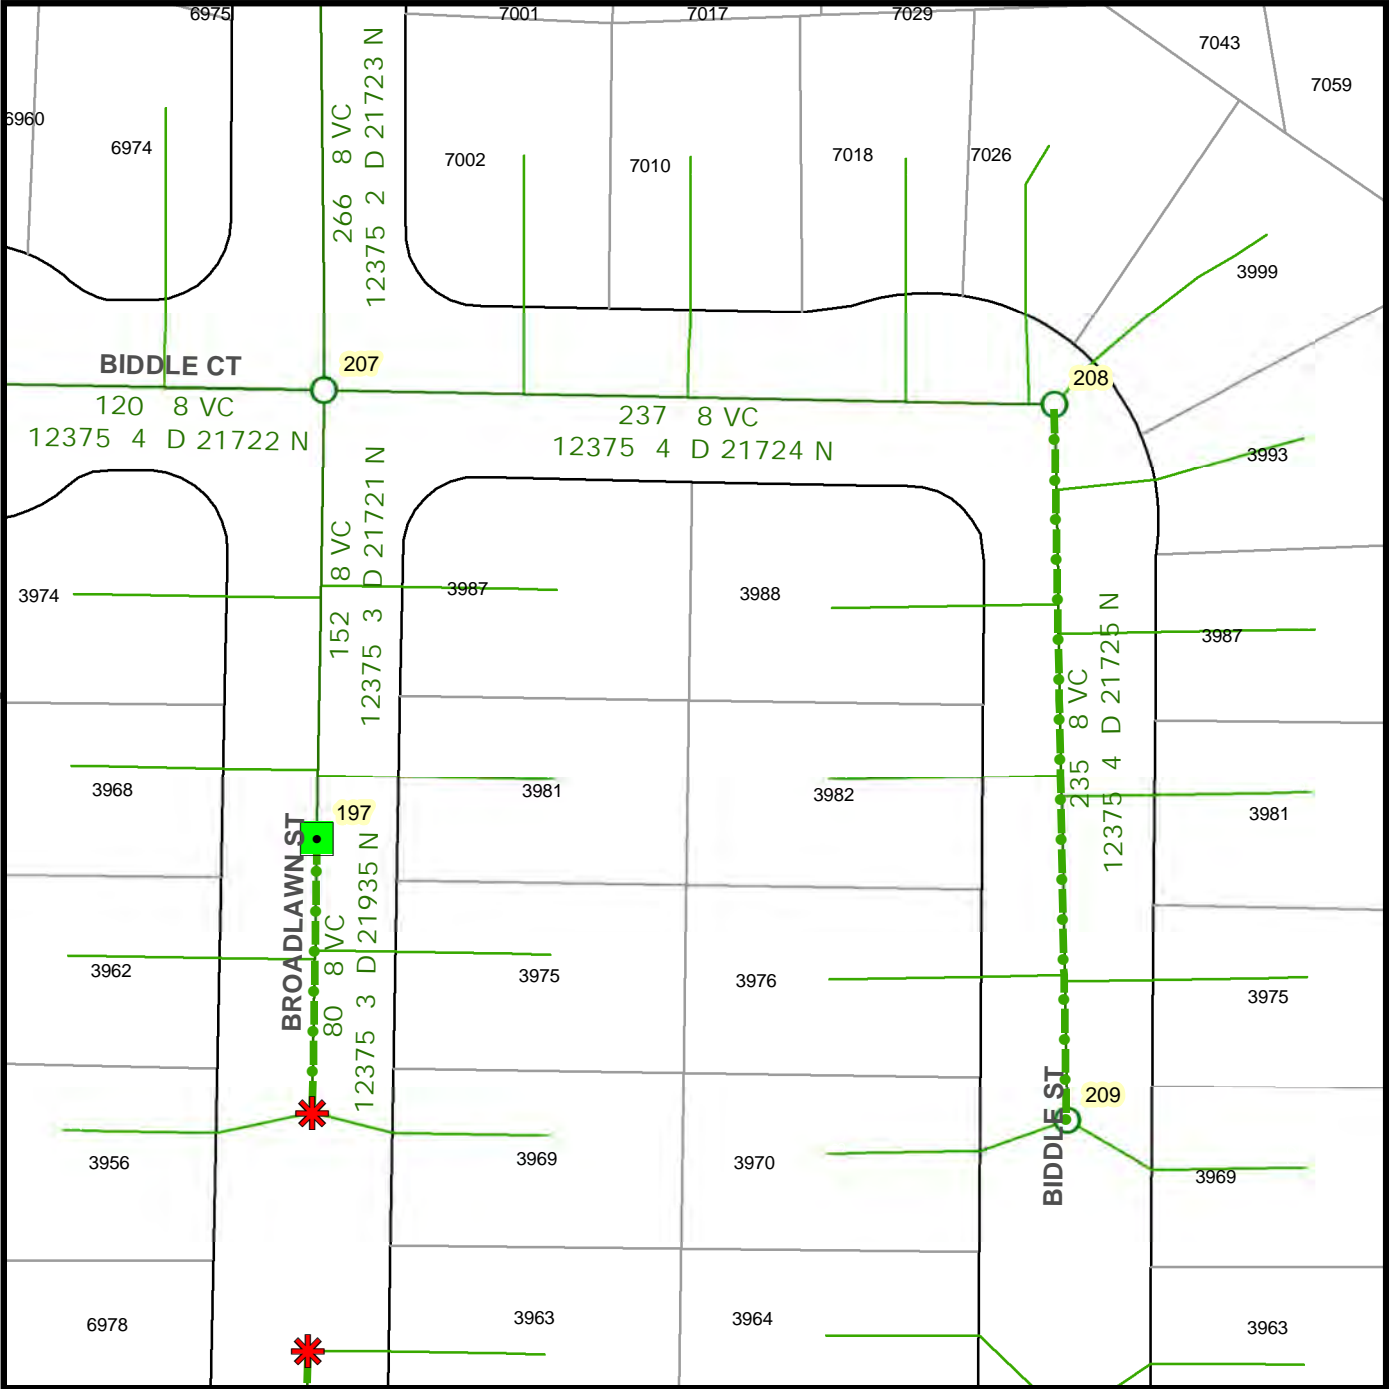 6975
7001
7017
7029
7043
7059
6960
6974
7002
7010
7018
7026
266 8 VC
12375 2 D 21723 N
3999
BIDDLE CT
207
208
120 8 VC
12375 4 D 21722 N
237 8 VC
12375 4 D 21724 N
3993
152 8 VC
12375 3 D 21721 N
3974
3987
3988
3987
235 8 VC
12375 4 D 21725 N
3968
3981
3982
3981
197
BROADLAWN ST
80 8 VC
12375 3 D 21935 N
3962
3975
3976
3975
209
BIDDLE ST
3956
3969
3970
3969
6978
3963
3964
3963